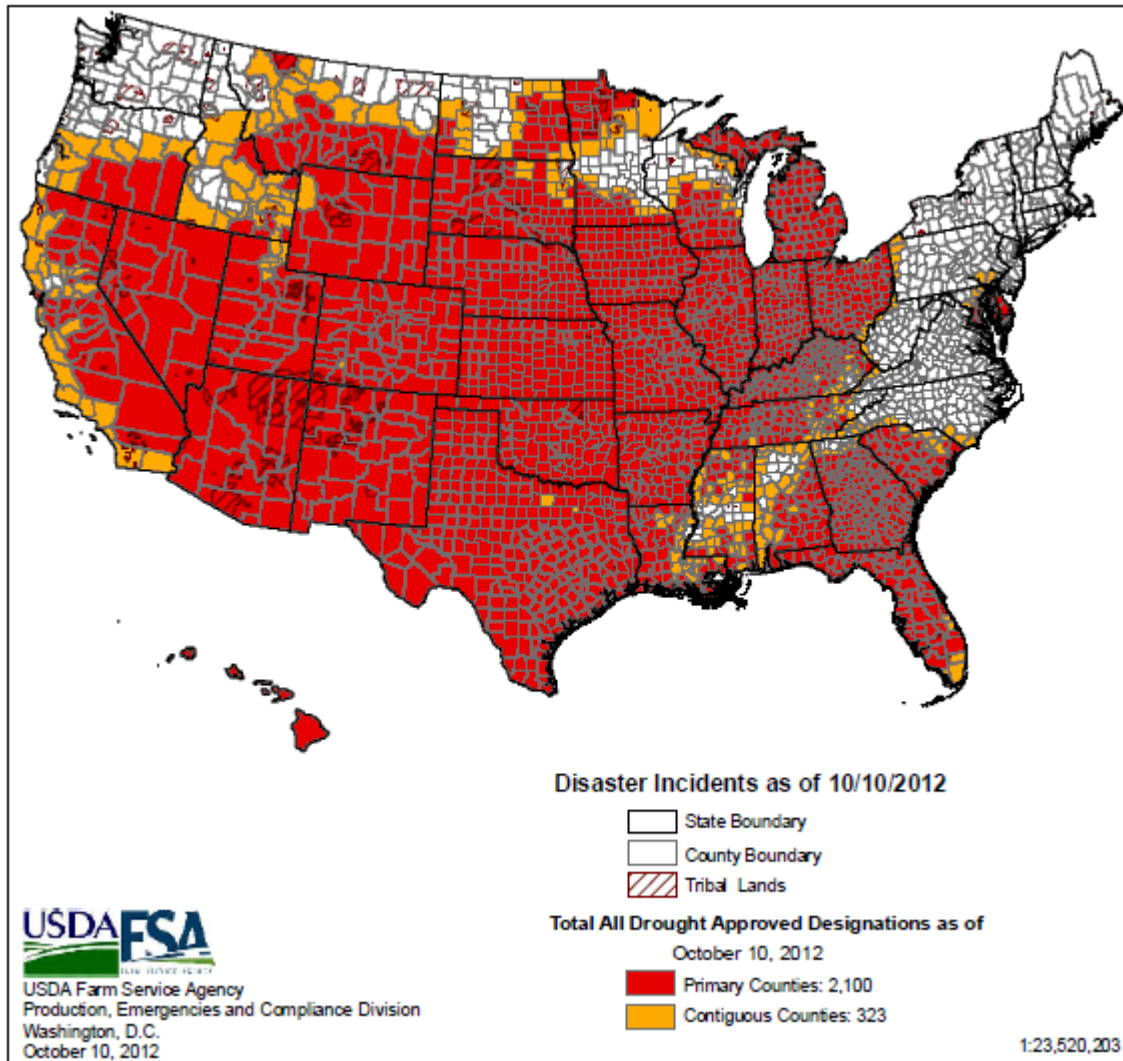 Disaster Incidents as of 10/10/2012
State Boundary
County Boundary
Tribal Lands
Total All Drought Approved Designations as of
October 10, 2012
Primary Counties: 2,100
Contiguous Counties: 323
USDA FSA
USDA Farm Service Agency
Production, Emergencies and Compliance Division
Washington, D.C.
October 10, 2012
1:23,520,203